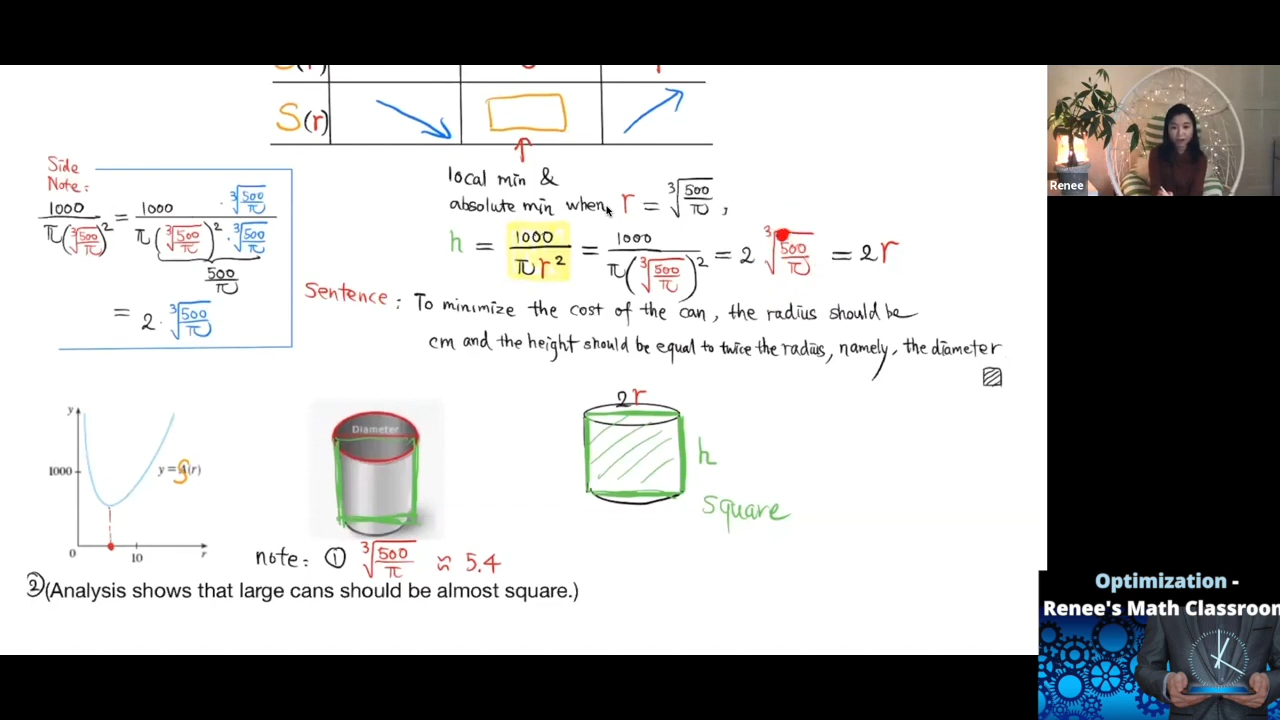 S(r)
S(r)
local min &
absolute min when r = ∛(500/π) ,
h = 1000/(πr²) = 1000/(π(∛(500/π))²) = 2 ∛(500/π) = 2r
Side
Note:
1000/(π(∛(500/π))²) = 1000 · ∛(500/π) / (π(∛(500/π))² · ∛(500/π))
500/π
= 2 · ∛(500/π)
Sentence: To minimize the cost of the can, the radius should be
cm and the height should be equal to twice the radius, namely, the diameter
y
1000
y = S(r)
0
10
r
Diameter
2r
h
square
note: ① ∛(500/π) ≈ 5.4
② (Analysis shows that large cans should be almost square.)
Renee
Optimization -
Renee's Math Classroom